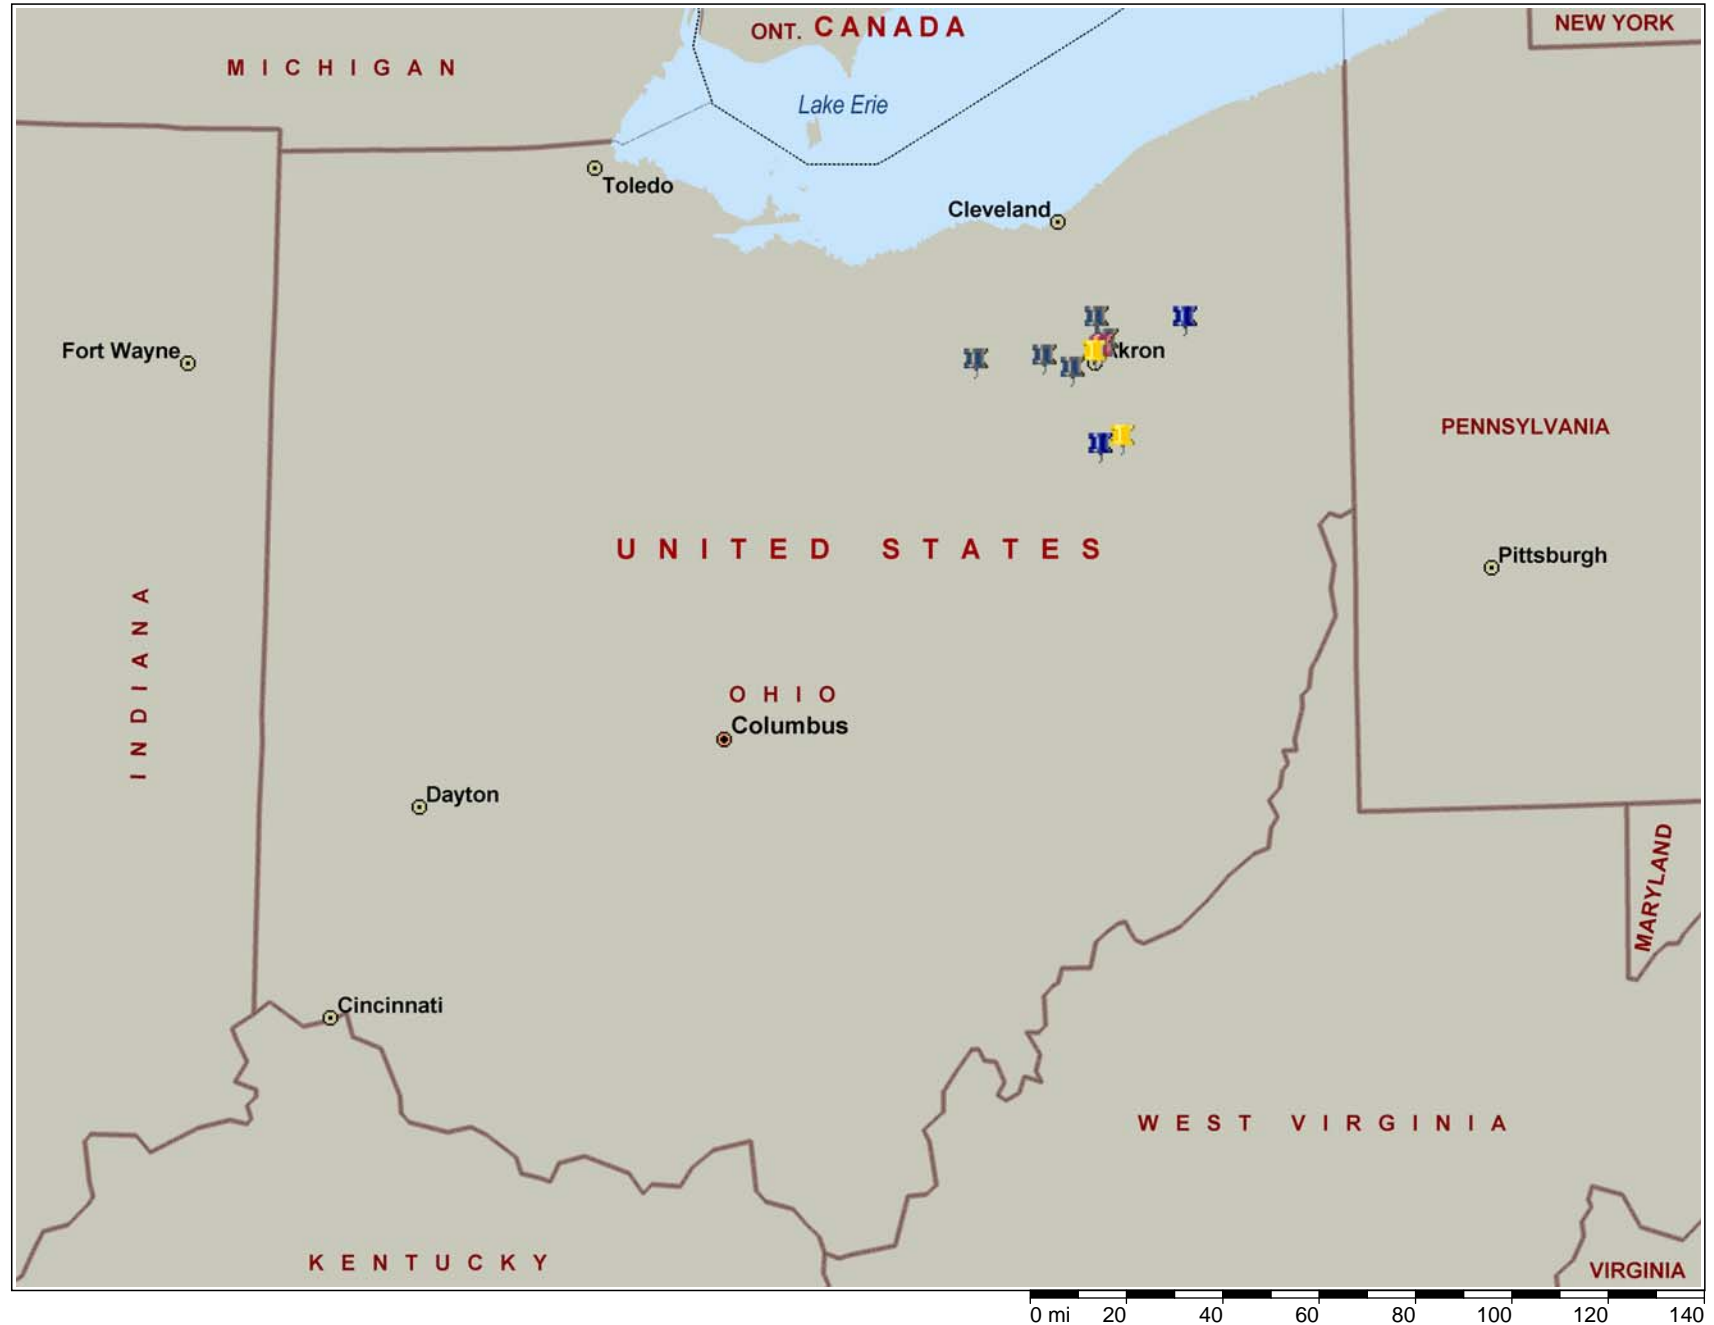 ONT. CANADA
NEW YORK
MICHIGAN
Lake Erie
Toledo
Cleveland
Fort Wayne
kron
PENNSYLVANIA
UNITED STATES
Pittsburgh
INDIANA
OHIO
Columbus
Dayton
MARYLAND
Cincinnati
WEST VIRGINIA
KENTUCKY
VIRGINIA
0 mi 20 40 60 80 100 120 140